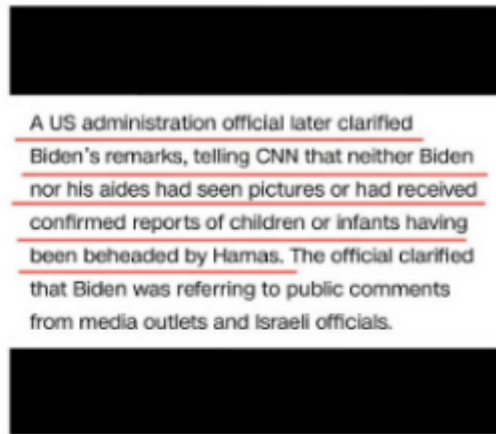 A US administration official later clarified
Biden's remarks, telling CNN that neither Biden
nor his aides had seen pictures or had received
confirmed reports of children or infants having
been beheaded by Hamas. The official clarified
that Biden was referring to public comments
from media outlets and Israeli officials.